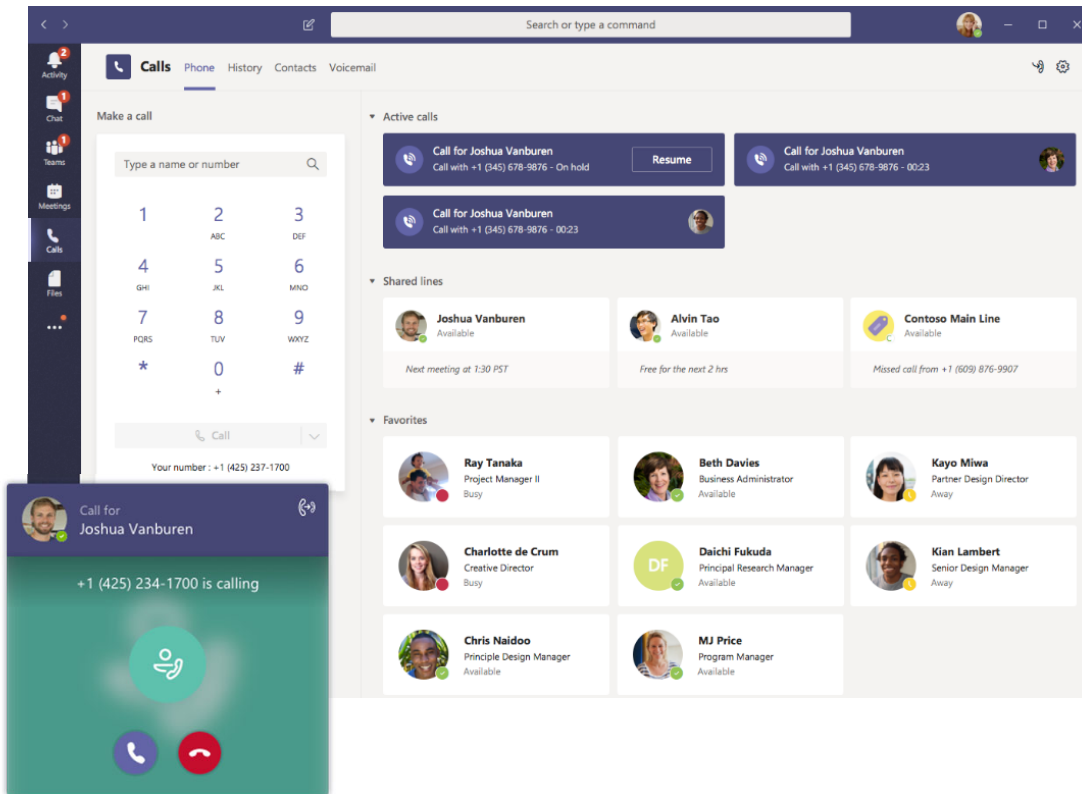 Search or type a command
2
Activity
1
Chat
1
Teams
Meetings
Calls
Files
Calls Phone History Contacts Voicemail
Make a call
Type a name or number
1
2
ABC
3
DEF
4
GHI
5
JKL
6
MNO
7
PQRS
8
TUV
9
WXYZ
*
0
+
#
Call
Your number : +1 (425) 237-1700
Active calls
Call for Joshua Vanburen
Call with +1 (345) 678-9876 - On hold
Resume
Call for Joshua Vanburen
Call with +1 (345) 678-9876 - 00:23
Call for Joshua Vanburen
Call with +1 (345) 678-9876 - 00:23
Shared lines
Joshua Vanburen
Available
Next meeting at 1:30 PST
Alvin Tao
Available
Free for the next 2 hrs
C
Contoso Main Line
Available
Missed call from +1 (609) 876-9907
Favorites
Ray Tanaka
Project Manager II
Busy
Beth Davies
Business Administrator
Available
Kayo Miwa
Partner Design Director
Away
Charlotte de Crum
Creative Director
Busy
DF
Daichi Fukuda
Principal Research Manager
Available
Kian Lambert
Senior Design Manager
Away
Chris Naidoo
Principle Design Manager
Available
MJ Price
Program Manager
Available
Call for
Joshua Vanburen
+1 (425) 234-1700 is calling